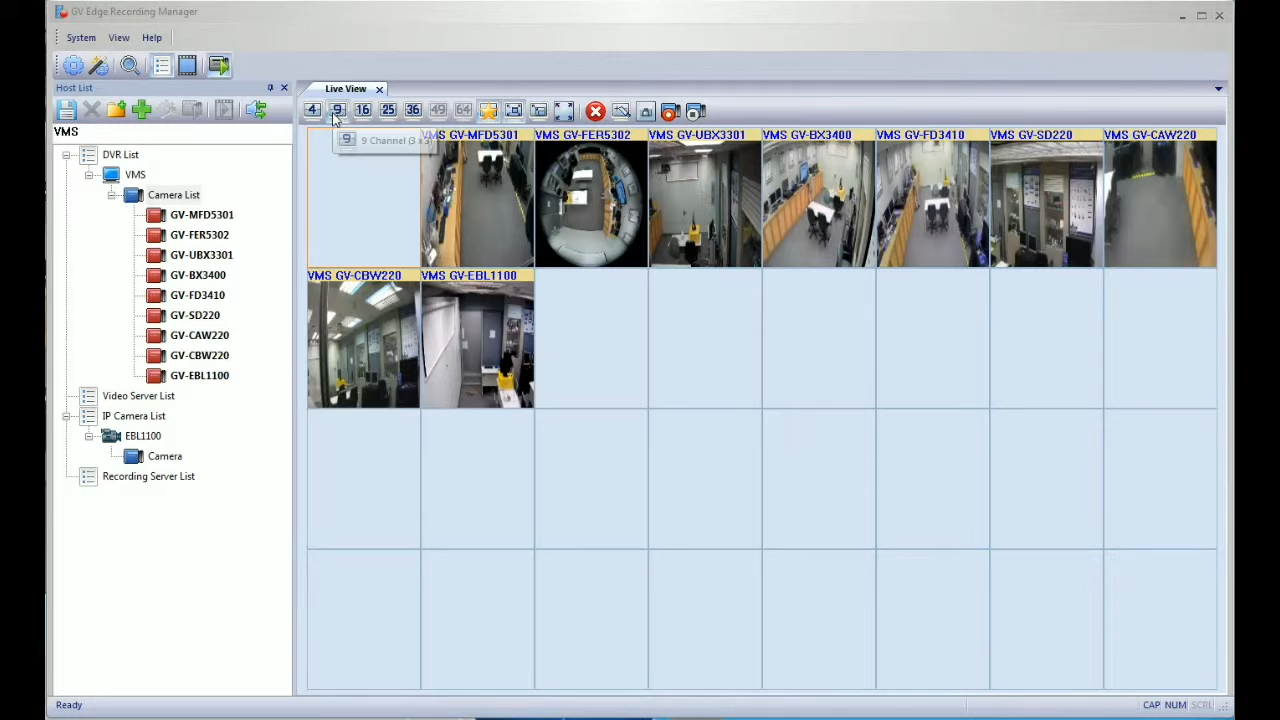 GV Edge Recording Manager
System View Help
Host List
Live View
4 9 16 25 36 49 64
9 9 Channel (3 x 3)
VMS
DVR List
VMS
Camera List
GV-MFD5301
GV-FER5302
GV-UBX3301
GV-BX3400
GV-FD3410
GV-SD220
GV-CAW220
GV-CBW220
GV-EBL1100
Video Server List
IP Camera List
EBL1100
Camera
Recording Server List
VMS GV-MFD5301 VMS GV-FER5302 VMS GV-UBX3301 VMS GV-BX3400 VMS GV-FD3410 VMS GV-SD220 VMS GV-CAW220
VMS GV-CBW220 VMS GV-EBL1100
Ready
CAP NUM SCRL